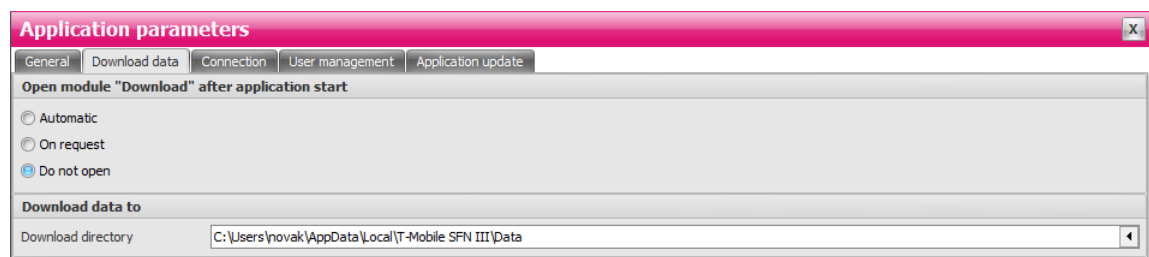 Application parameters X
General Download data Connection User management Application update
Open module "Download" after application start
Automatic
On request
Do not open
Download data to
Download directory C:\Users\novak\AppData\Local\T-Mobile SFN III\Data